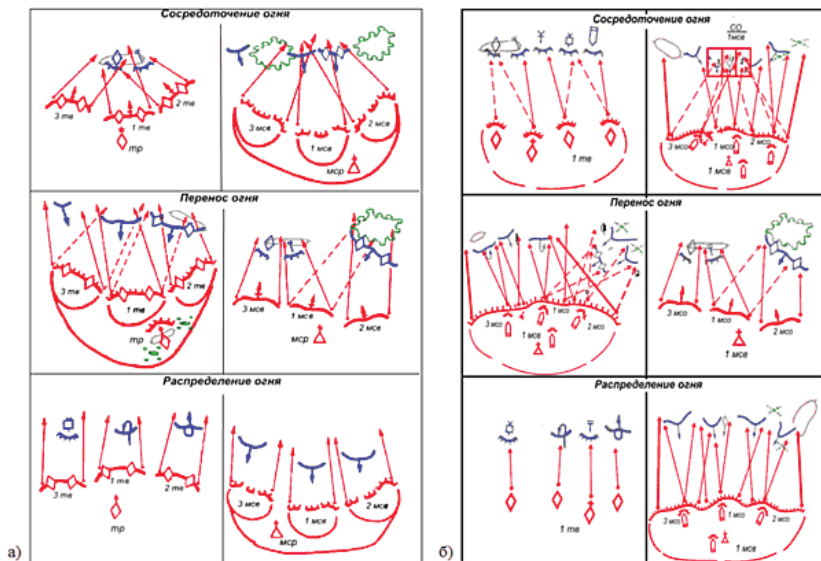 Сосредоточение огня
3 тв
1 тв
2 тв
тр
3 мсв
1 мсв
2 мсв
мср
Перенос огня
3 тв
1 тв
2 тв
тр
3 мсв
1 мсв
2 мсв
мср
Распределение огня
3 тв
1 тв
2 тв
тр
3 мсв
1 мсв
2 мсв
мср
а)
Сосредоточение огня
1 тв
СО
1мсв
3 мсо
1 мсо
2 мсо
1 мсв
Перенос огня
3 мсо
1 мсо
2 мсо
1 мсв
3 мсо
1 мсо
2 мсо
1 мсв
Распределение огня
1 тв
3 мсо
1 мсо
2 мсо
1 мсв
б)